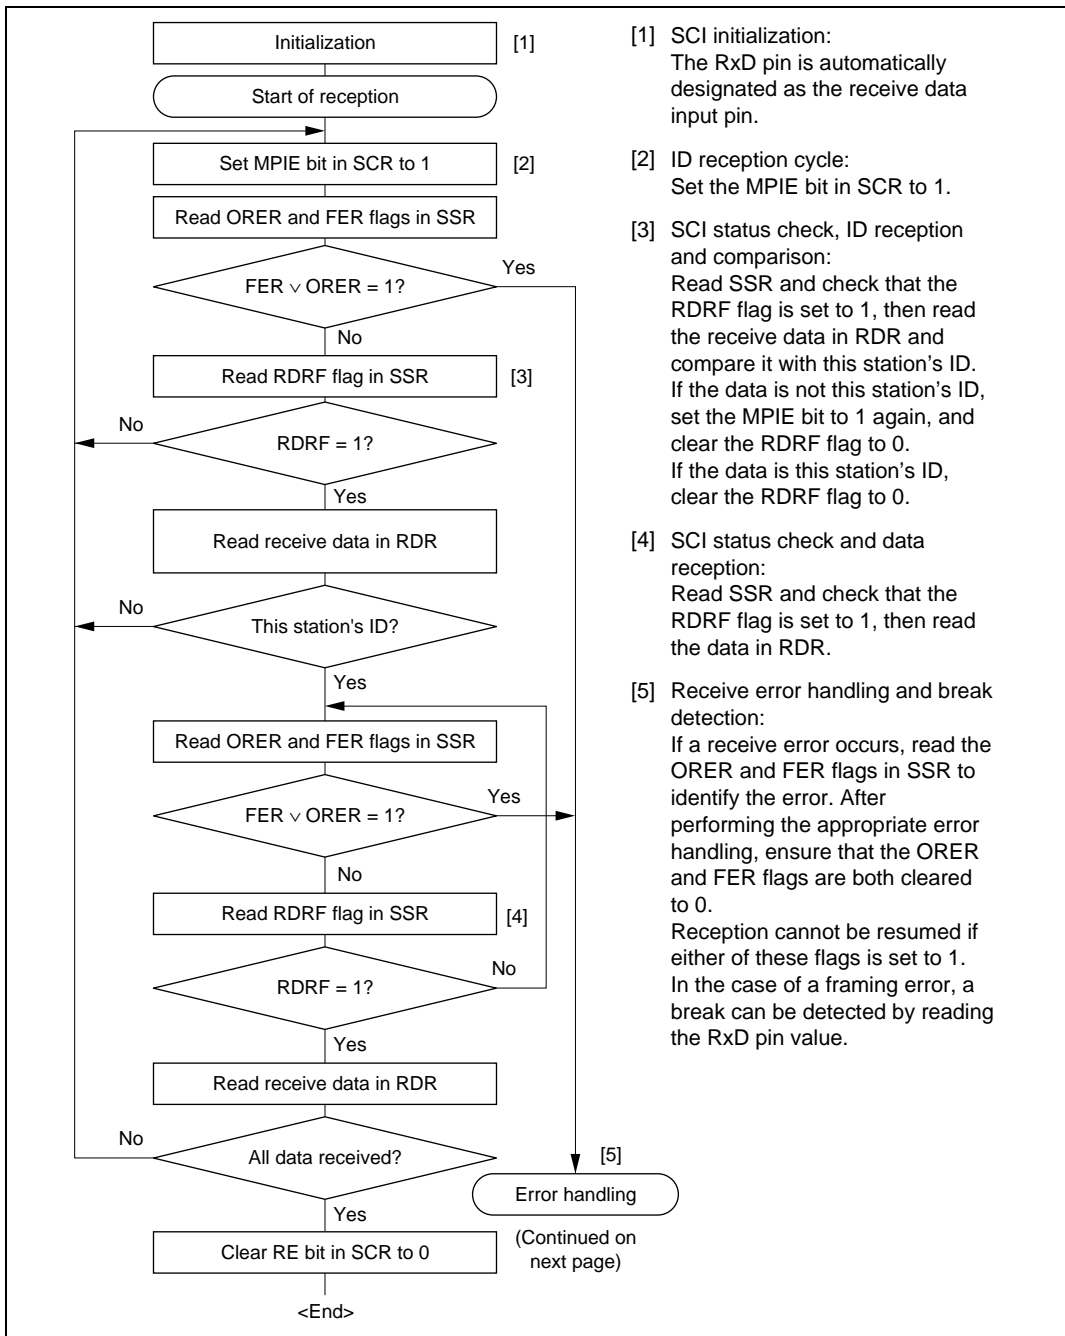 Initialization [1]
Start of reception
Set MPIE bit in SCR to 1 [2]
Read ORER and FER flags in SSR
Yes
FER ∨ ORER = 1?
No
Read RDRF flag in SSR [3]
No
RDRF = 1?
Yes
Read receive data in RDR
No
This station's ID?
Yes
Read ORER and FER flags in SSR
Yes
FER ∨ ORER = 1?
No
Read RDRF flag in SSR [4]
No
RDRF = 1?
Yes
Read receive data in RDR
No
All data received?
[5]
Error handling
Yes
(Continued on
next page)
Clear RE bit in SCR to 0
<End>
[1] SCI initialization:
The RxD pin is automatically
designated as the receive data
input pin.
[2] ID reception cycle:
Set the MPIE bit in SCR to 1.
[3] SCI status check, ID reception
and comparison:
Read SSR and check that the
RDRF flag is set to 1, then read
the receive data in RDR and
compare it with this station's ID.
If the data is not this station's ID,
set the MPIE bit to 1 again, and
clear the RDRF flag to 0.
If the data is this station's ID,
clear the RDRF flag to 0.
[4] SCI status check and data
reception:
Read SSR and check that the
RDRF flag is set to 1, then read
the data in RDR.
[5] Receive error handling and break
detection:
If a receive error occurs, read the
ORER and FER flags in SSR to
identify the error. After
performing the appropriate error
handling, ensure that the ORER
and FER flags are both cleared
to 0.
Reception cannot be resumed if
either of these flags is set to 1.
In the case of a framing error, a
break can be detected by reading
the RxD pin value.